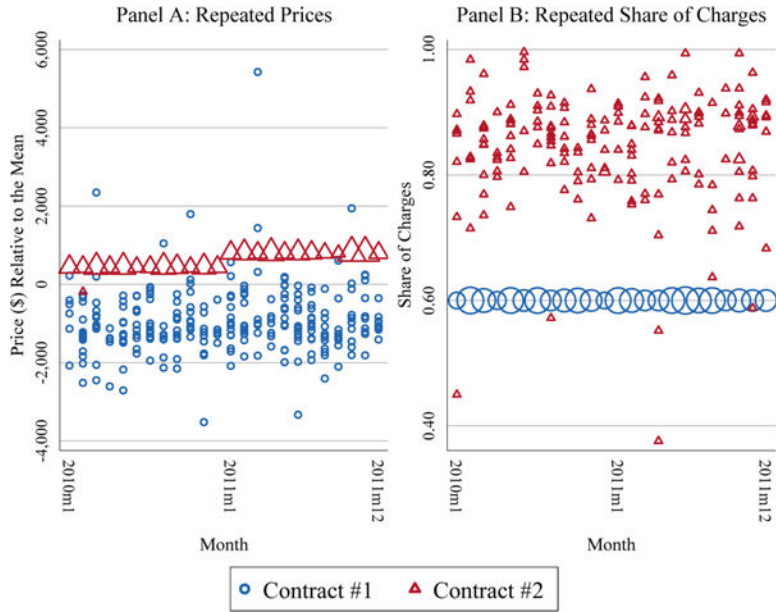 Panel A: Repeated Prices
Price ($) Relative to the Mean
6,000
4,000
2,000
0
-2,000
-4,000
2010m1
2011m1
2011m12
Month
Panel B: Repeated Share of Charges
Share of Charges
1.00
0.80
0.60
0.40
2010m1
2011m1
2011m12
Month
Contract #1
Contract #2